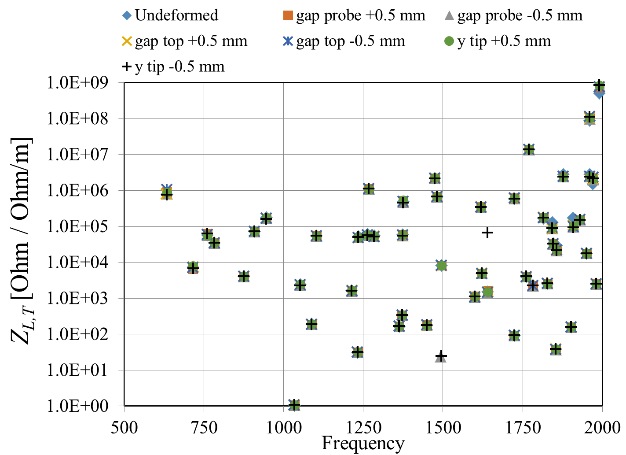 Undeformed gap probe +0.5 mm gap probe -0.5 mm
gap top +0.5 mm gap top -0.5 mm y tip +0.5 mm
y tip -0.5 mm
1.0E+09
1.0E+08
1.0E+07
1.0E+06
1.0E+05
1.0E+04
1.0E+03
1.0E+02
1.0E+01
1.0E+00
Z_{L,T} [Ohm / Ohm/m]
500 750 1000 1250 1500 1750 2000
Frequency